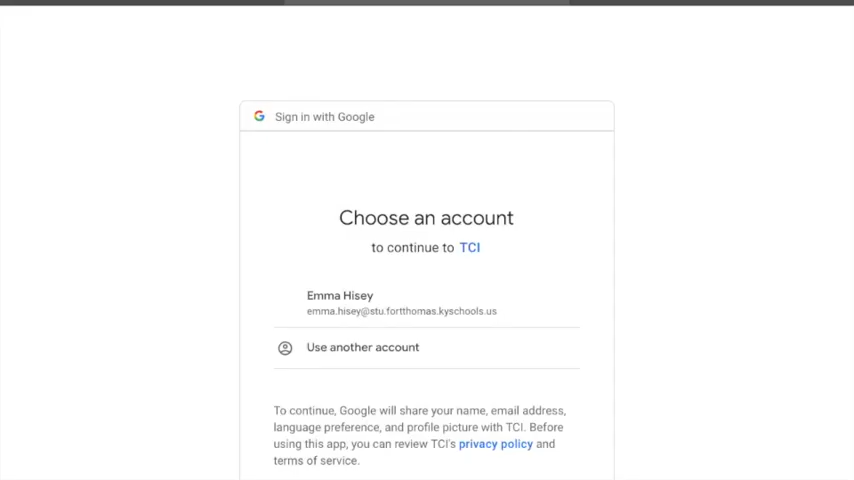 Sign in with Google
Choose an account
to continue to TCI
Emma Hisey
emma.hisey@stu.fortthomas.kyschools.us
Use another account
To continue, Google will share your name, email address,
language preference, and profile picture with TCI. Before
using this app, you can review TCI's privacy policy and
terms of service.